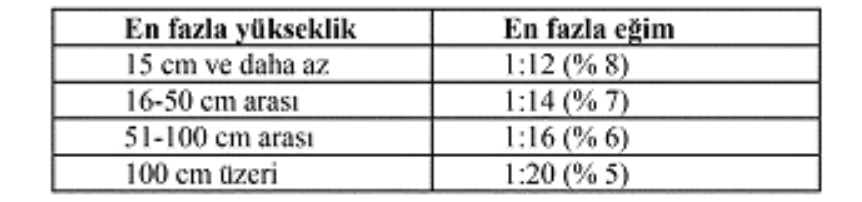 En fazla yükseklik En fazla eğim
15 cm ve daha az 1:12 (% 8)
16-50 cm arası 1:14 (% 7)
51-100 cm arası 1:16 (% 6)
100 cm üzeri 1:20 (% 5)